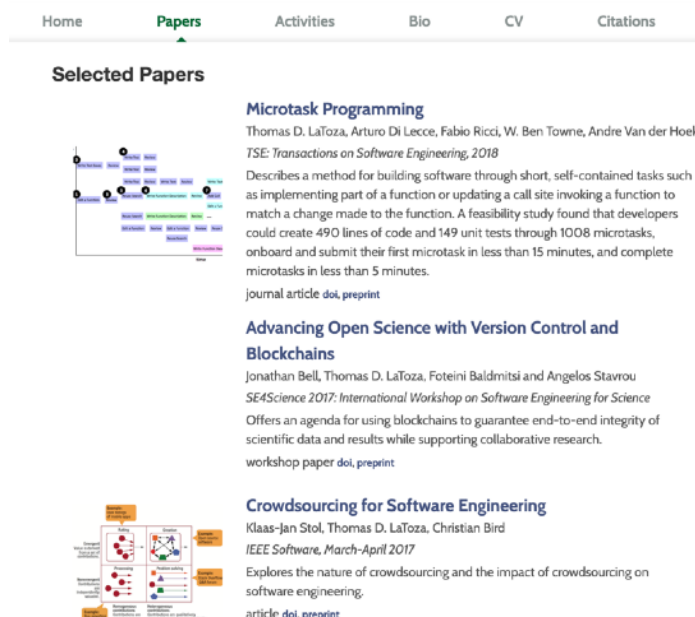 Home Papers Activities Bio CV Citations
Selected Papers
Microtask Programming
Thomas D. LaToza, Arturo Di Lecce, Fabio Ricci, W. Ben Towne, Andre Van der Hoek
TSE: Transactions on Software Engineering, 2018
Describes a method for building software through short, self-contained tasks such
as implementing part of a function or updating a call site invoking a function to
match a change made to the function. A feasibility study found that developers
could create 490 lines of code and 149 unit tests through 1008 microtasks,
onboard and submit their first microtask in less than 15 minutes, and complete
microtasks in less than 5 minutes.
journal article doi, preprint
Advancing Open Science with Version Control and
Blockchains
Jonathan Bell, Thomas D. LaToza, Foteini Baldmitsi and Angelos Stavrou
SE4Science 2017: International Workshop on Software Engineering for Science
Offers an agenda for using blockchains to guarantee end-to-end integrity of
scientific data and results while supporting collaborative research.
workshop paper doi, preprint
Crowdsourcing for Software Engineering
Klaas-Jan Stol, Thomas D. LaToza, Christian Bird
IEEE Software, March-April 2017
Explores the nature of crowdsourcing and the impact of crowdsourcing on
software engineering.
article doi, preprint